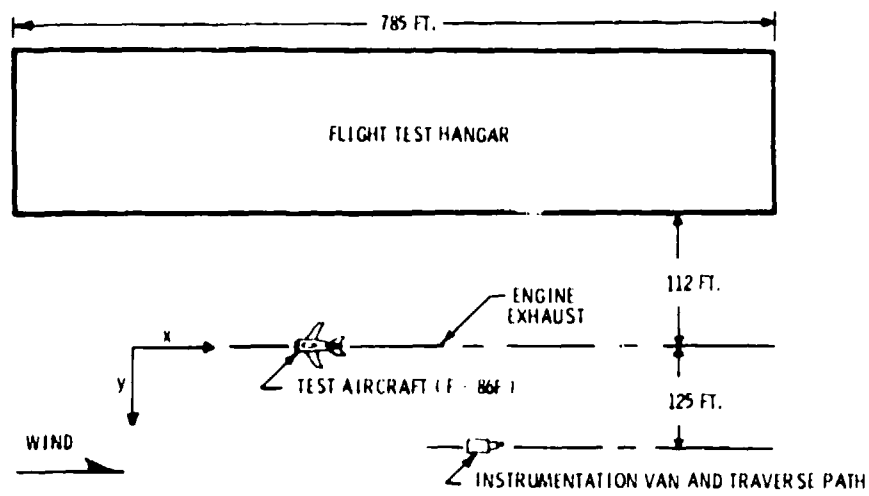 785 FT.
FLIGHT TEST HANGAR
112 FT.
ENGINE
EXHAUST
x
y
TEST AIRCRAFT (F - 86F)
125 FT.
WIND
INSTRUMENTATION VAN AND TRAVERSE PATH